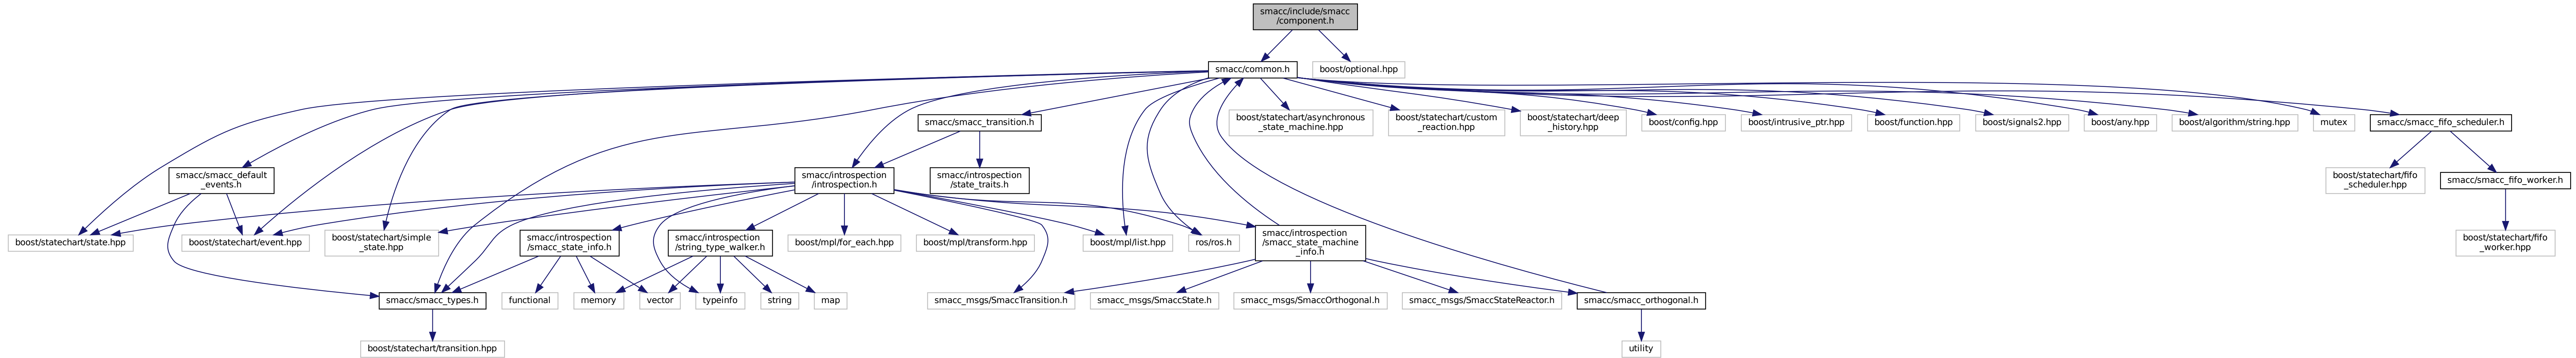 smacc/include/smacc
/component.h
smacc/common.h
boost/optional.hpp
smacc/smacc_transition.h
boost/statechart/asynchronous
_state_machine.hpp
boost/statechart/custom
_reaction.hpp
boost/statechart/deep
_history.hpp
boost/config.hpp
boost/intrusive_ptr.hpp
boost/function.hpp
boost/signals2.hpp
boost/any.hpp
boost/algorithm/string.hpp
mutex
smacc/smacc_fifo_scheduler.h
smacc/smacc_default
_events.h
smacc/introspection
/introspection.h
smacc/introspection
/state_traits.h
boost/statechart/fifo
_scheduler.hpp
smacc/smacc_fifo_worker.h
boost/statechart/state.hpp
boost/statechart/event.hpp
boost/statechart/simple
_state.hpp
smacc/introspection
/smacc_state_info.h
smacc/introspection
/string_type_walker.h
boost/mpl/for_each.hpp
boost/mpl/transform.hpp
boost/mpl/list.hpp
ros/ros.h
smacc/introspection
/smacc_state_machine
_info.h
boost/statechart/fifo
_worker.hpp
smacc/smacc_types.h
functional
memory
vector
typeinfo
string
map
smacc_msgs/SmaccTransition.h
smacc_msgs/SmaccState.h
smacc_msgs/SmaccOrthogonal.h
smacc_msgs/SmaccStateReactor.h
smacc/smacc_orthogonal.h
boost/statechart/transition.hpp
utility